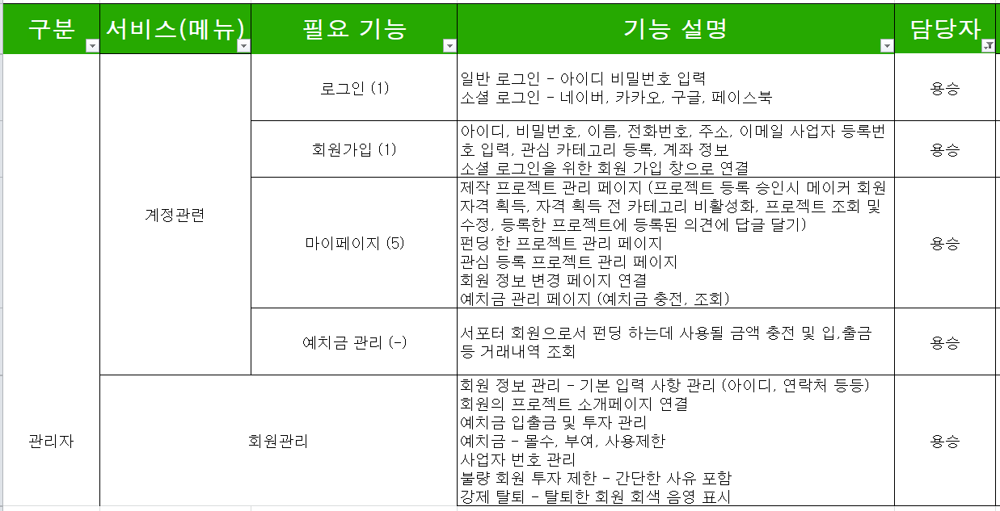 구분 서비스(메뉴) 필요 기능 기능 설명 담당자
로그인 (1)
일반 로그인 - 아이디 비밀번호 입력
소셜 로그인 - 네이버, 카카오, 구글, 페이스북
용승
회원가입 (1)
아이디, 비밀번호, 이름, 전화번호, 주소, 이메일 사업자 등록번
호 입력, 관심 카테고리 등록, 계좌 정보
소셜 로그인을 위한 회원 가입 창으로 연결
용승
계정관련
마이페이지 (5)
제작 프로젝트 관리 페이지 (프로젝트 등록 승인시 메이커 회원
자격 획득, 자격 획득 전 카테고리 비활성화, 프로젝트 조회 및
수정, 등록한 프로젝트에 등록된 의견에 답글 달기)
펀딩 한 프로젝트 관리 페이지
관심 등록 프로젝트 관리 페이지
회원 정보 변경 페이지 연결
예치금 관리 페이지 (예치금 충전, 조회)
용승
예치금 관리 (-)
서포터 회원으로서 펀딩 하는데 사용될 금액 충전 및 입,출금
등 거래내역 조회
용승
관리자
회원관리
회원 정보 관리 - 기본 입력 사항 관리 (아이디, 연락처 등등)
회원의 프로젝트 소개페이지 연결
예치금 입출금 및 투자 관리
예치금 - 몰수, 부여, 사용제한
사업자 번호 관리
불량 회원 투자 제한 - 간단한 사유 포함
강제 탈퇴 - 탈퇴한 회원 회색 음영 표시
용승